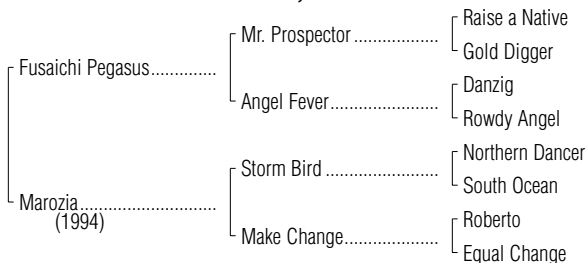 Raise a Native
Mr. Prospector ..................
Gold Digger
Fusaichi Pegasus..............
Danzig
Angel Fever.......................
Rowdy Angel
Northern Dancer
Storm Bird ........................
South Ocean
Marozia.............................
(1994)
Roberto
Make Change....................
Equal Change